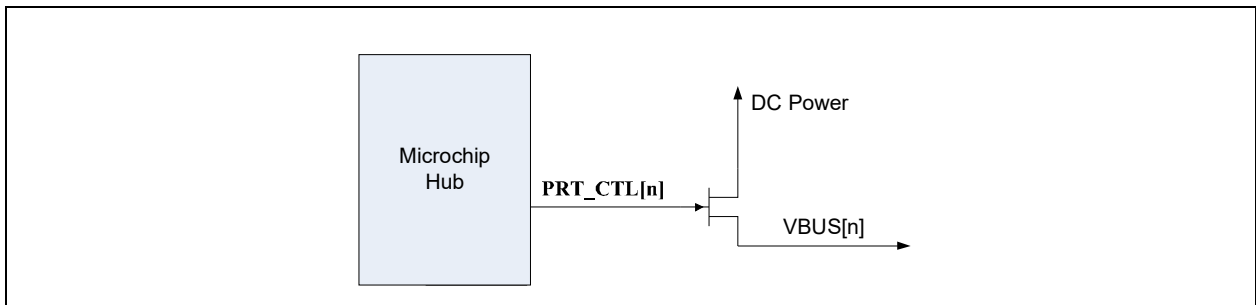 Microchip
Hub
PRT_CTL[n]
DC Power
VBUS[n]